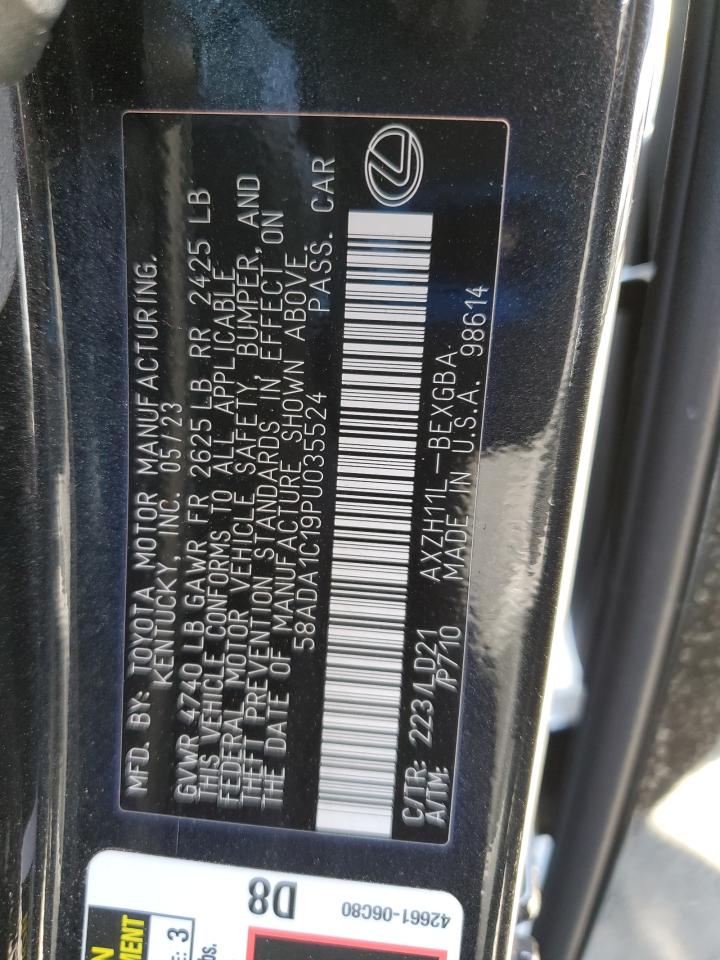 MFD. BY: TOYOTA MOTOR MANUFACTURING.
KENTUCKY, INC. 05/23
GVWR 4740 LB GAWR FR 2625 LB RR 2425 LB
THIS VEHICLE CONFORMS TO ALL APPLICABLE
FEDERAL MOTOR VEHICLE SAFETY, BUMPER, AND
THEFT PREVENTION STANDARDS IN EFFECT ON
THE DATE OF MANUFACTURE SHOWN ABOVE.
58ADA1C19PU035524 PASS. CAR
C/TR: 223/LD21 AXZH11L-BEXGBA
A/TM: /P710 MADE IN U.S.A. 98614
D8
42661-06C80
3